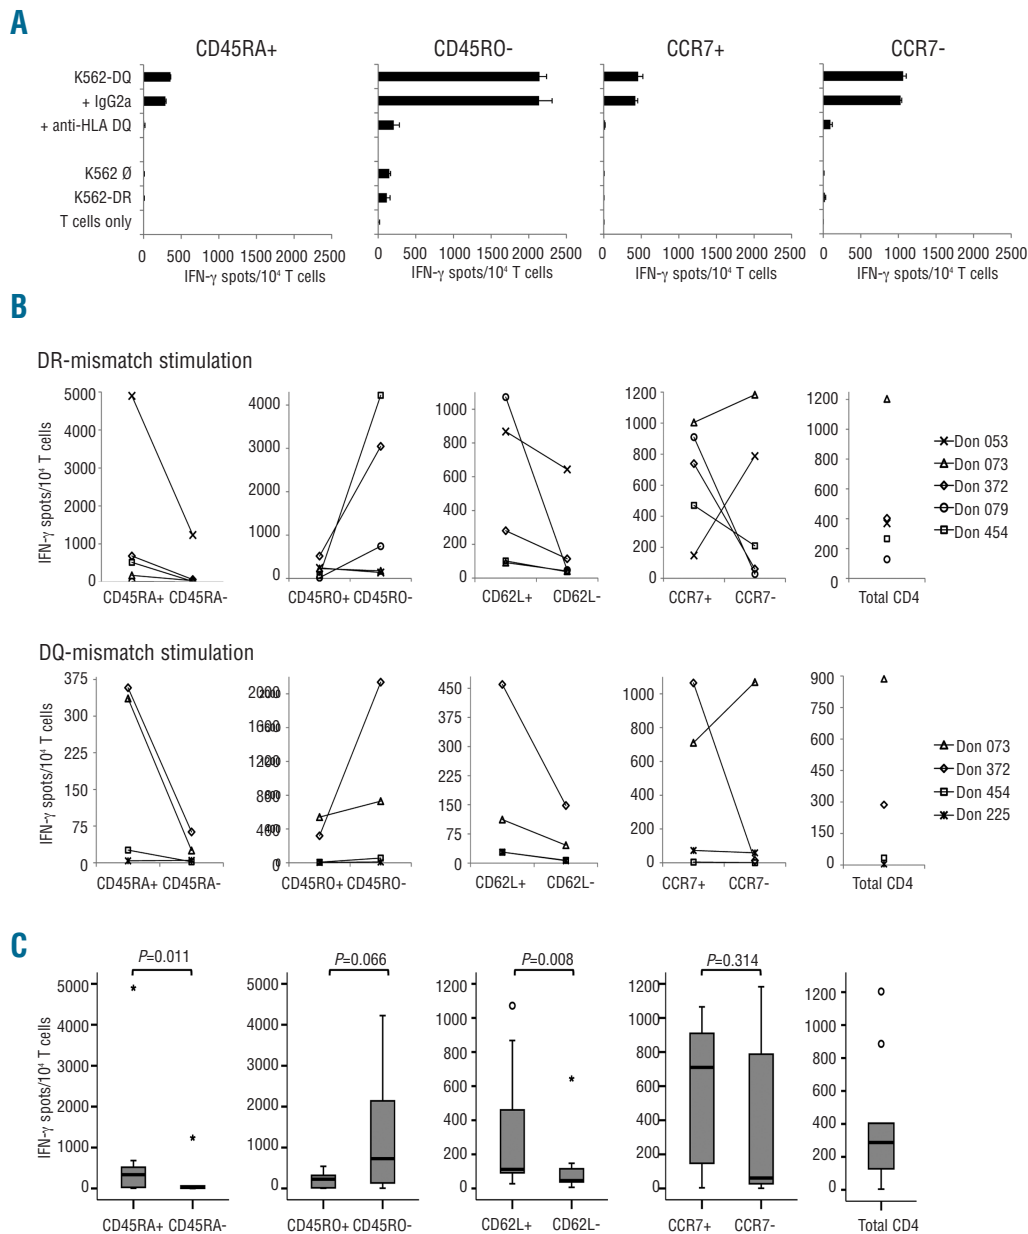 A
CD45RA+ CD45RO- CCR7+ CCR7-
K562-DQ
+ IgG2a
+ anti-HLA DQ
K562 Ø
K562-DR
T cells only
0 500 1000 1500 2000 2500 0 500 1000 1500 2000 2500 0 500 1000 1500 2000 2500 0 500 1000 1500 2000 2500
IFN-γ spots/10⁴ T cells IFN-γ spots/10⁴ T cells IFN-γ spots/10⁴ T cells IFN-γ spots/10⁴ T cells
B
DR-mismatch stimulation
IFN-γ spots/10⁴ T cells
5000
4000
3000
2000
1000
0
CD45RA+ CD45RA-
4000
3000
2000
1000
0
CD45RO+ CD45RO-
1000
800
600
400
200
0
CD62L+ CD62L-
1200
1000
800
600
400
200
0
CCR7+ CCR7-
1200
1000
800
600
400
200
0
Total CD4
Don 053
Don 073
Don 372
Don 079
Don 454
DQ-mismatch stimulation
IFN-γ spots/10⁴ T cells
375
300
225
150
75
0
CD45RA+ CD45RA-
0
CD45RO+ CD45RO-
450
375
300
225
150
75
0
CD62L+ CD62L-
1000
800
600
400
200
0
CCR7+ CCR7-
900
750
600
450
300
150
0
Total CD4
Don 073
Don 372
Don 454
Don 225
C
IFN-γ spots/10⁴ T cells
P=0.011
5000
4000
3000
2000
1000
0
CD45RA+ CD45RA-
P=0.066
5000
4000
3000
2000
1000
0
CD45RO+ CD45RO-
P=0.008
1200
1000
800
600
400
200
0
CD62L+ CD62L-
P=0.314
1200
1000
800
600
400
200
0
CCR7+ CCR7-
1200
1000
800
600
400
200
0
Total CD4